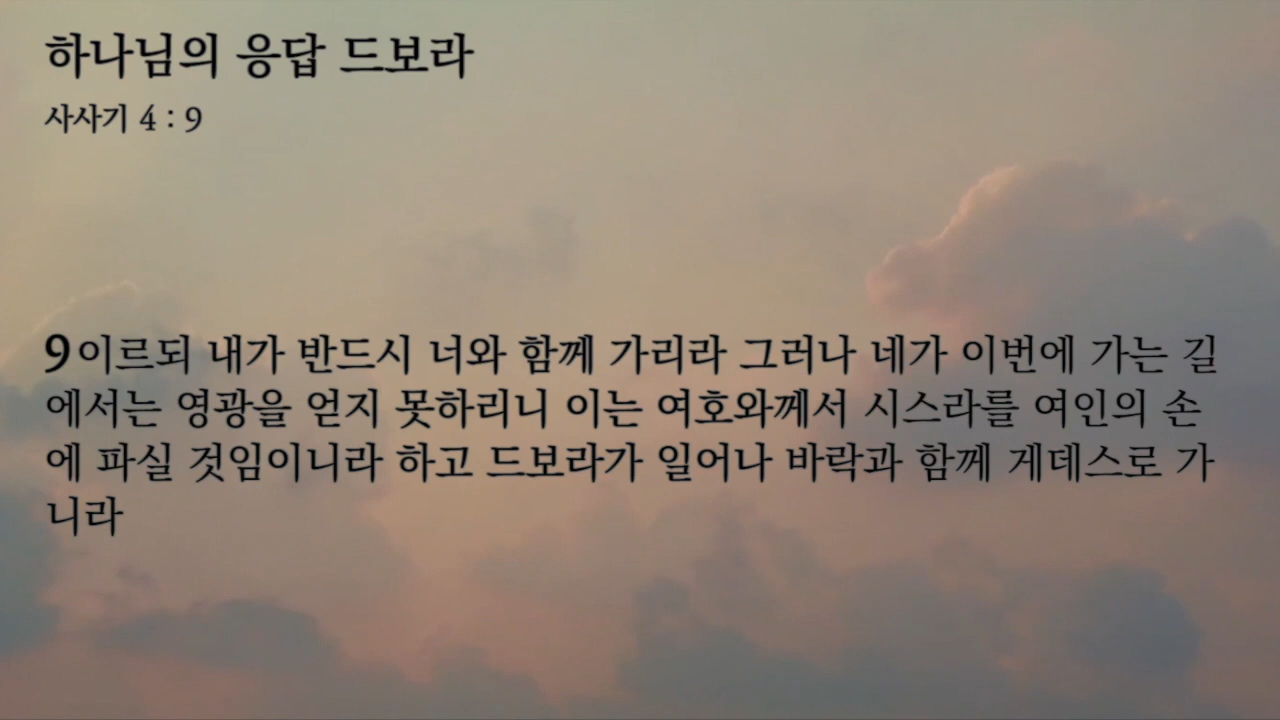 하나님의 응답 드보라
사사기 4 : 9
9이르되 내가 반드시 너와 함께 가리라 그러나 네가 이번에 가는 길
에서는 영광을 얻지 못하리니 이는 여호와께서 시스라를 여인의 손
에 파실 것임이니라 하고 드보라가 일어나 바락과 함께 게데스로 가
니라